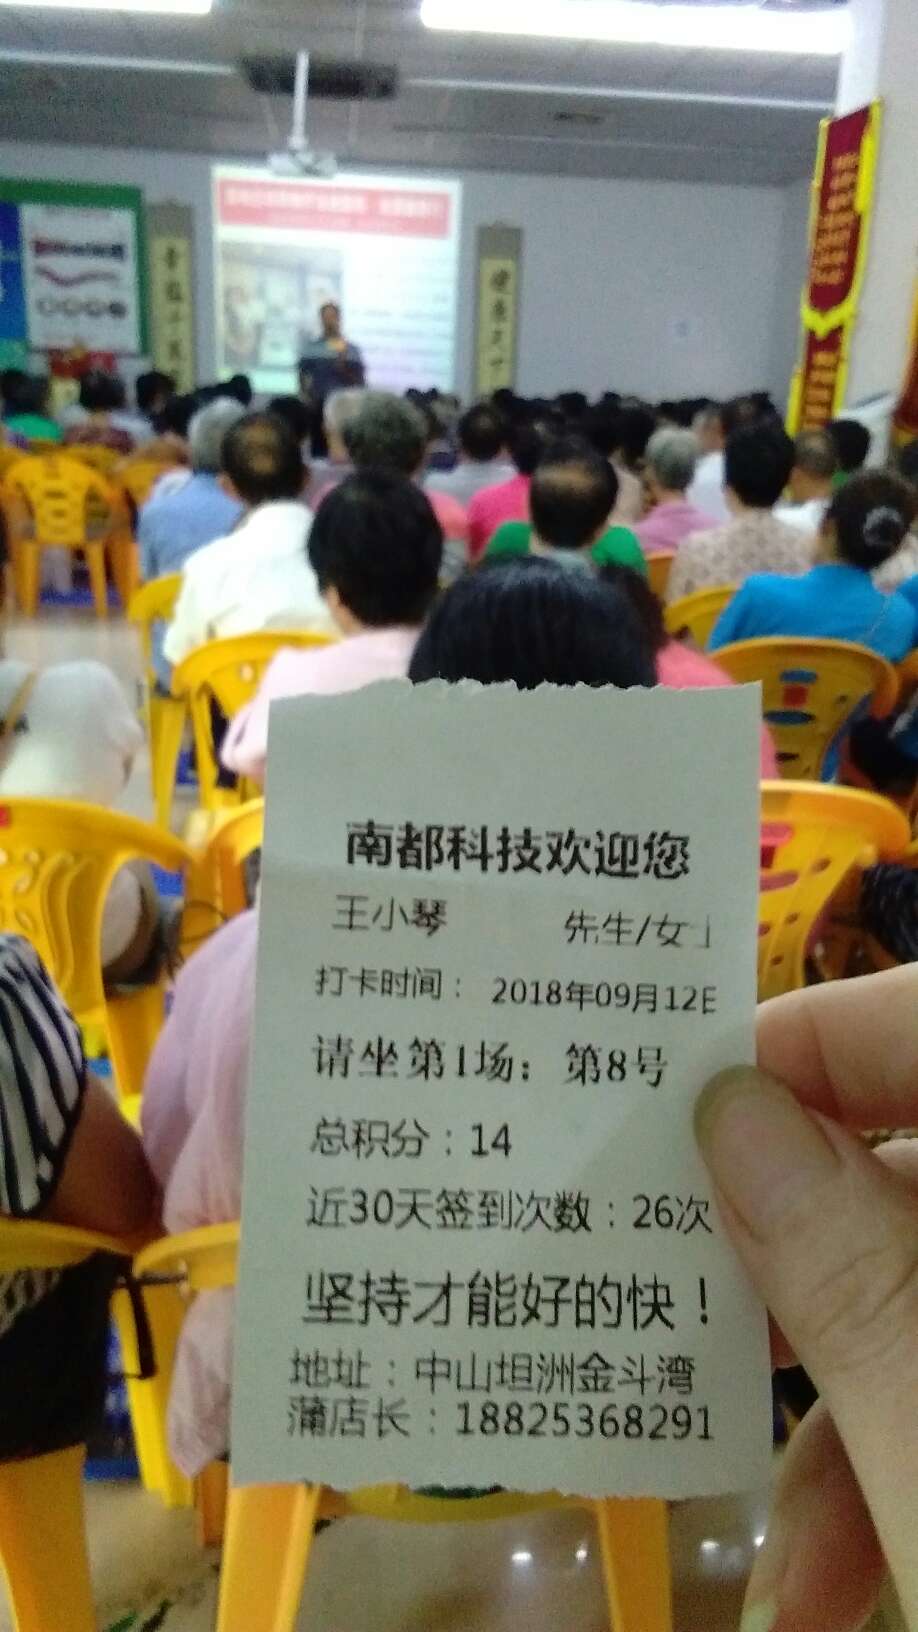 南都科技欢迎您
王小琴 先生/女士
打卡时间： 2018年09月12日
请坐第1场：第8号
总积分：14
近30天签到次数：26次
坚持才能好的快！
地址：中山坦洲金斗湾
蒲店长：18825368291